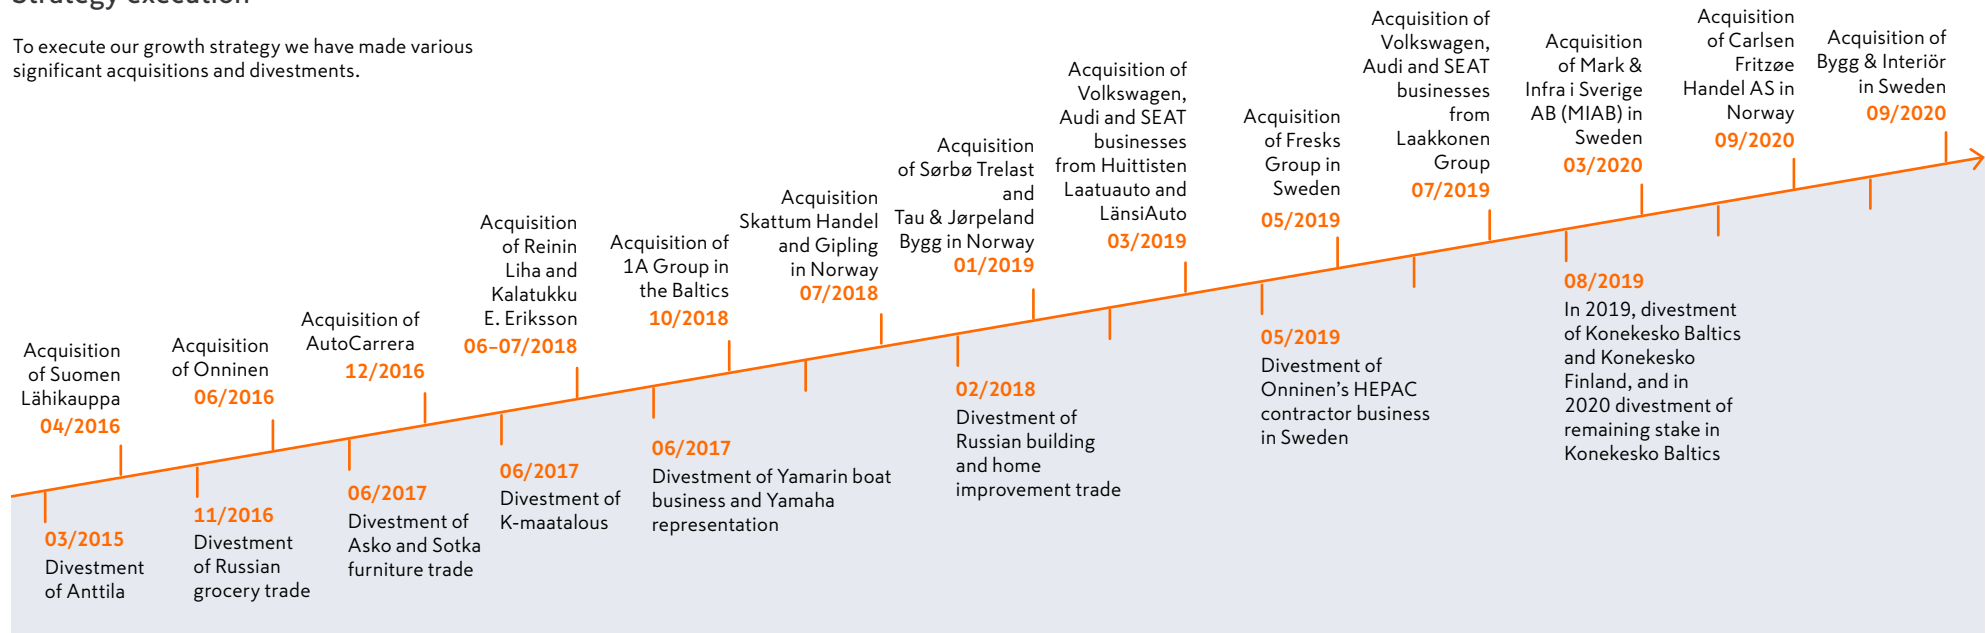 Strategy execution
To execute our growth strategy we have made various
significant acquisitions and divestments.
Acquisition
of Suomen
Lähikauppa
04/2016
Acquisition
of Onninen
06/2016
Acquisition of
AutoCarrera
12/2016
Acquisition
of Reinin
Liha and
Kalatukku
E. Eriksson
06–07/2018
Acquisition of
1A Group in
the Baltics
10/2018
Acquisition
Skattum Handel
and Gipling
in Norway
07/2018
Acquisition
of Sørbø Trelast
and
Tau & Jørpeland
Bygg in Norway
01/2019
Acquisition of
Volkswagen,
Audi and SEAT
businesses
from Huittisten
Laatuauto and
LänsiAuto
03/2019
Acquisition
of Fresks
Group in
Sweden
05/2019
Acquisition of
Volkswagen,
Audi and SEAT
businesses
from
Laakkonen
Group
07/2019
Acquisition
of Mark &
Infra i Sverige
AB (MIAB) in
Sweden
03/2020
Acquisition
of Carlsen
Fritzøe
Handel AS in
Norway
09/2020
Acquisition of
Bygg & Interiör
in Sweden
09/2020
03/2015
Divestment
of Anttila
11/2016
Divestment
of Russian
grocery trade
06/2017
Divestment of
Asko and Sotka
furniture trade
06/2017
Divestment of
K-maatalous
06/2017
Divestment of Yamarin boat
business and Yamaha
representation
02/2018
Divestment of
Russian building
and home
improvement trade
05/2019
Divestment of
Onninen’s HEPAC
contractor business
in Sweden
08/2019
In 2019, divestment
of Konekesko Baltics
and Konekesko
Finland, and in
2020 divestment of
remaining stake in
Konekesko Baltics